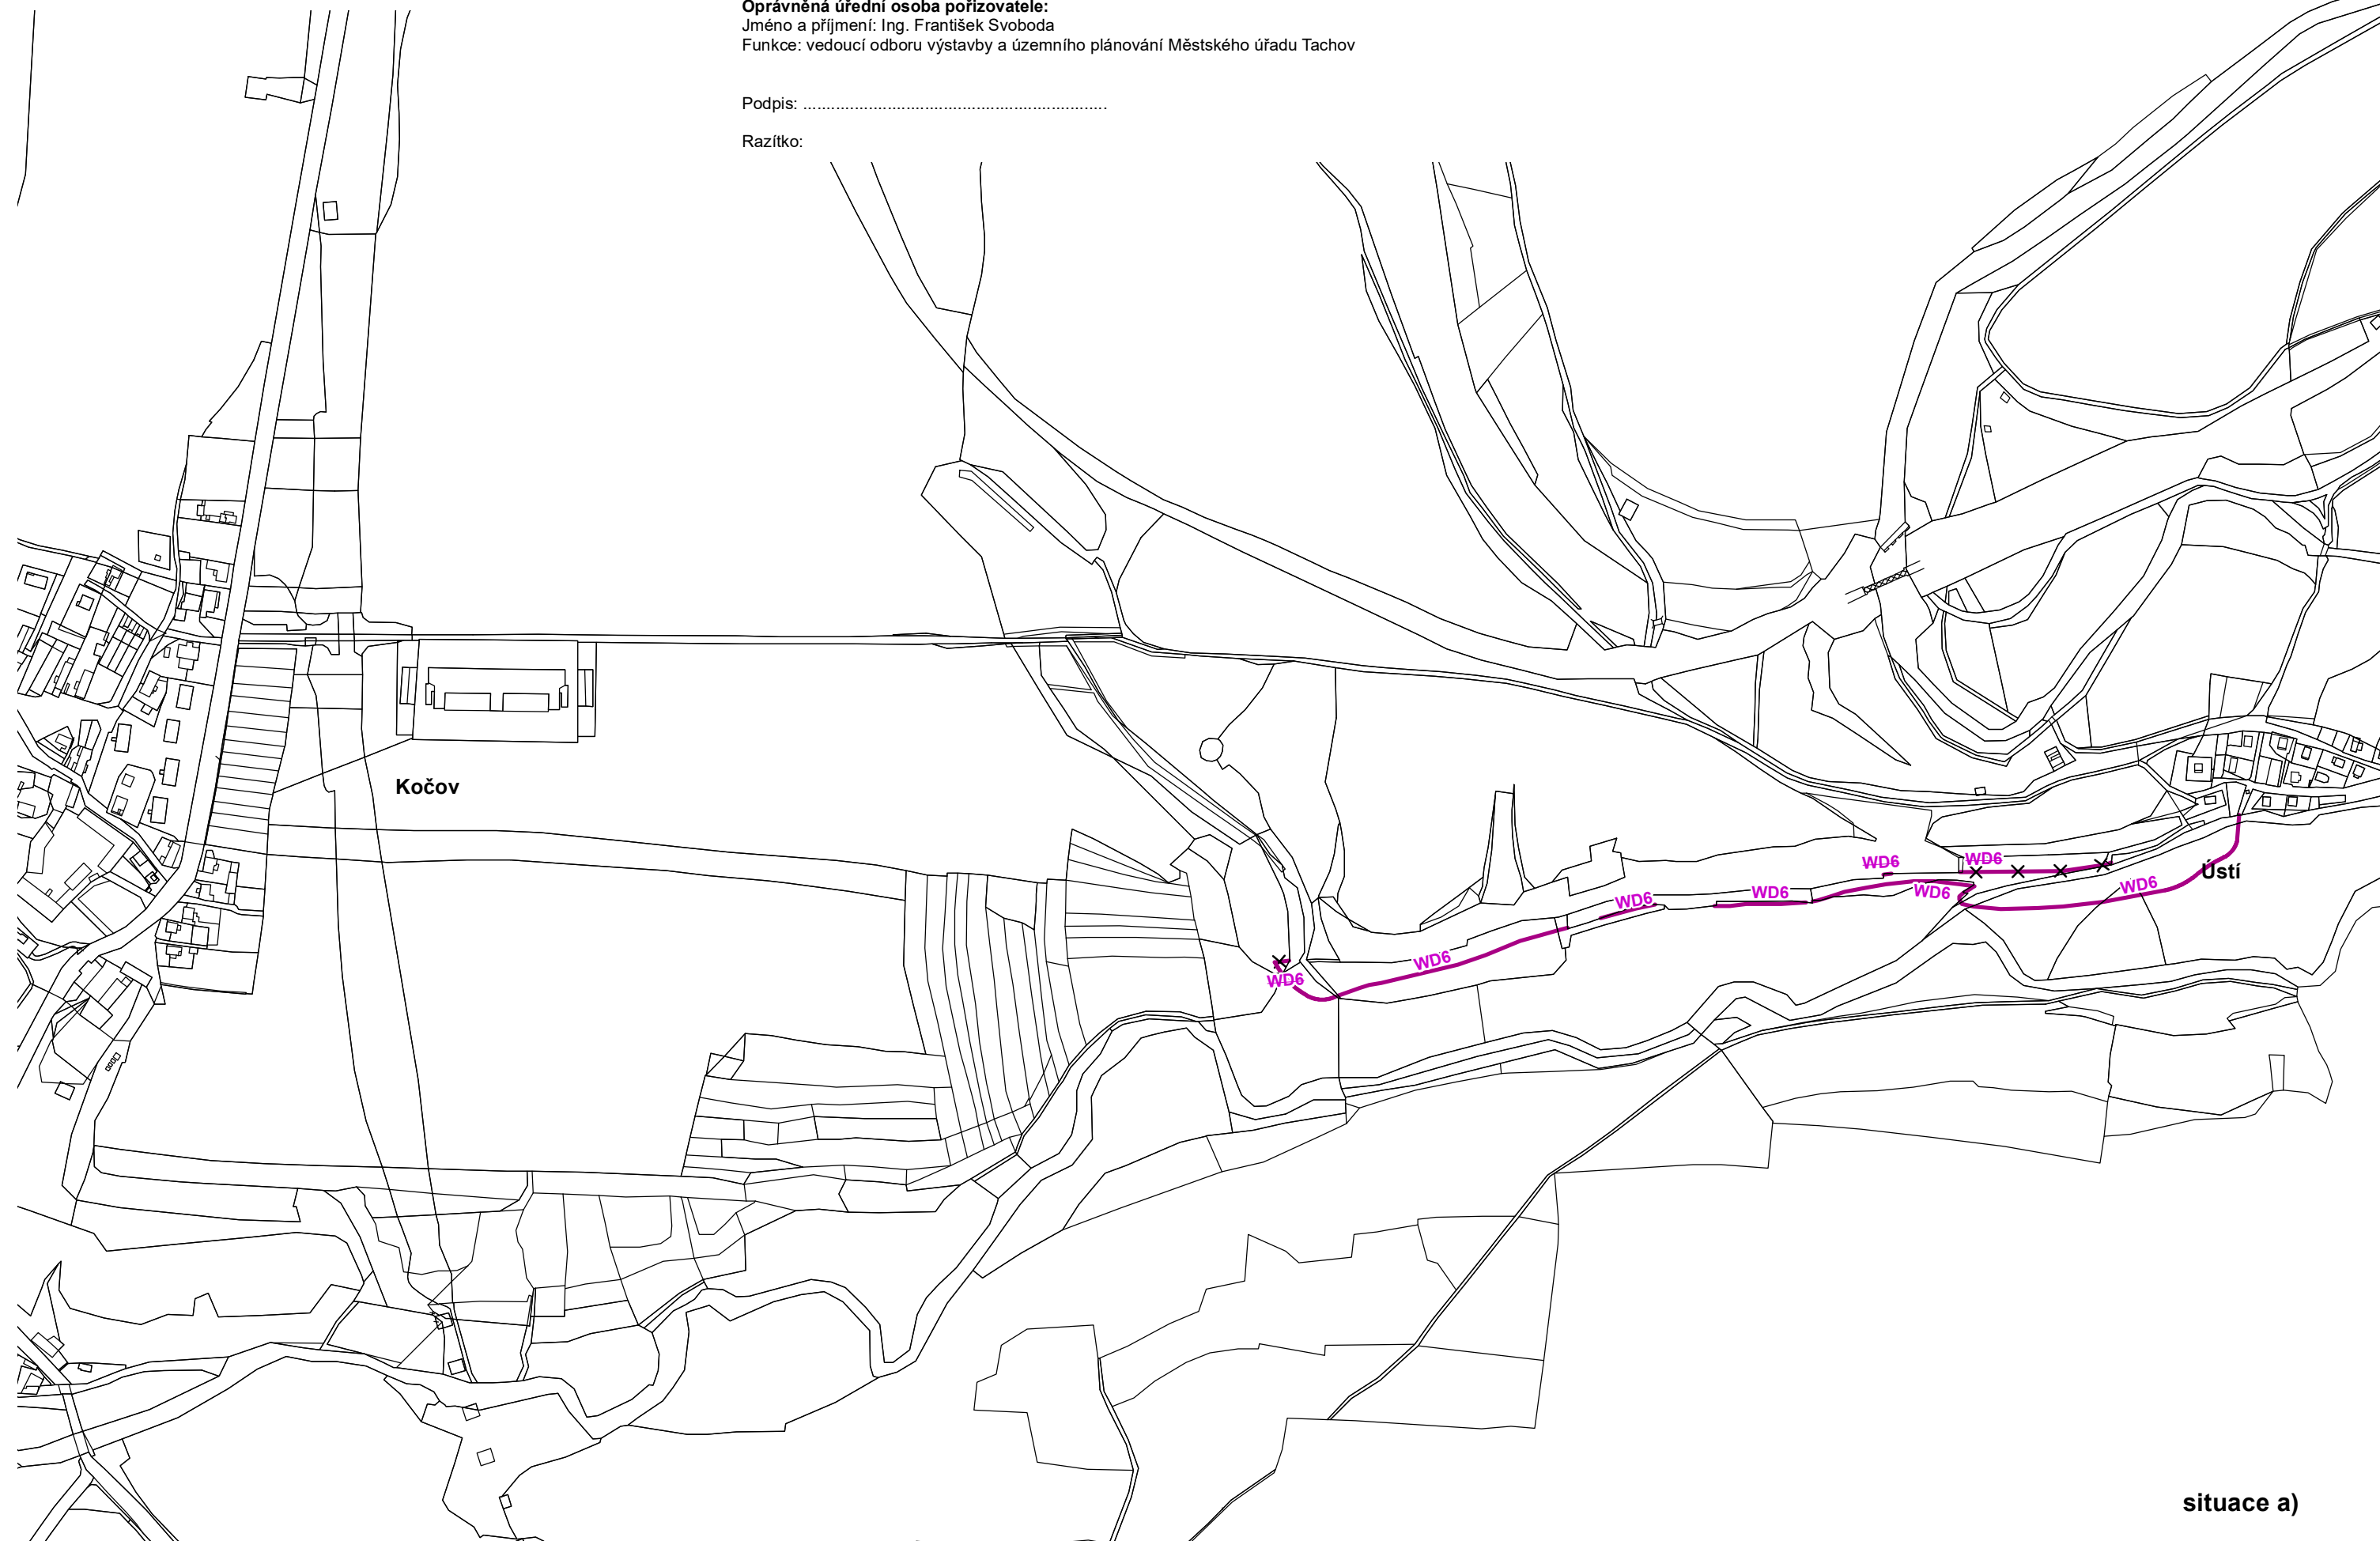 Oprávněná úřední osoba pořizovatele:
Jméno a příjmení: Ing. František Svoboda
Funkce: vedoucí odboru výstavby a územního plánování Městského úřadu Tachov
Podpis: .................................................................
Razítko:
Kočov
WD6
WD6
WD6
WD6
WD6
WD6
WD6
WD6
Ústí
situace a)